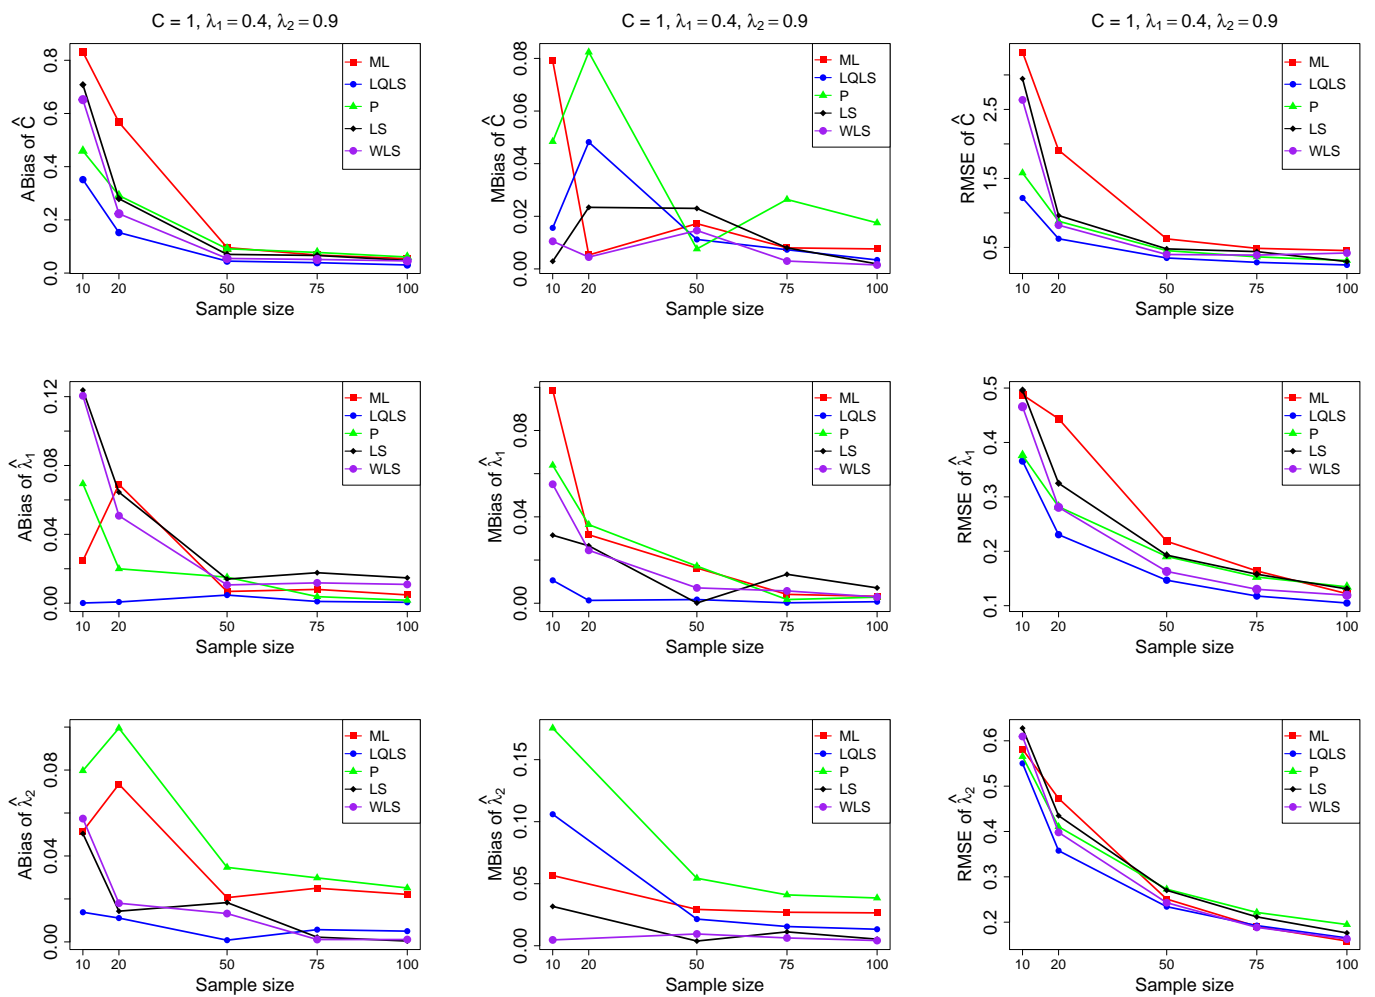 C = 1, λ1 = 0.4, λ2 = 0.9
ABias of Ĉ
0.0 0.2 0.4 0.6 0.8
ML
LQLS
P
LS
WLS
10 20 50 75 100
Sample size
C = 1, λ1 = 0.4, λ2 = 0.9
MBias of Ĉ
0.00 0.02 0.04 0.06 0.08
ML
LQLS
P
LS
WLS
10 20 50 75 100
Sample size
C = 1, λ1 = 0.4, λ2 = 0.9
RMSE of Ĉ
0.5 1.5 2.5
ML
LQLS
P
LS
WLS
10 20 50 75 100
Sample size
ABias of λ̂1
0.00 0.04 0.08 0.12
ML
LQLS
P
LS
WLS
10 20 50 75 100
Sample size
MBias of λ̂1
0.00 0.04 0.08
ML
LQLS
P
LS
WLS
10 20 50 75 100
Sample size
RMSE of λ̂1
0.1 0.2 0.3 0.4 0.5
ML
LQLS
P
LS
WLS
10 20 50 75 100
Sample size
ABias of λ̂2
0.00 0.04 0.08
ML
LQLS
P
LS
WLS
10 20 50 75 100
Sample size
MBias of λ̂2
0.00 0.05 0.10 0.15
ML
LQLS
P
LS
WLS
10 20 50 75 100
Sample size
RMSE of λ̂2
0.2 0.3 0.4 0.5 0.6
ML
LQLS
P
LS
WLS
10 20 50 75 100
Sample size